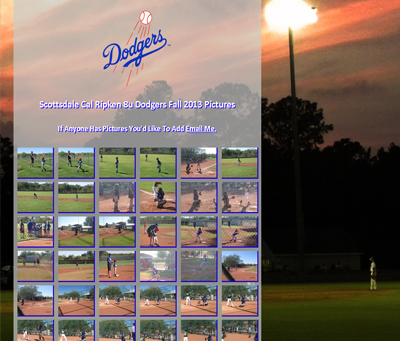 Dodgers
Scottsdale Cal Ripken 8u Dodgers Fall 2013 Pictures
If Anyone Has Pictures You'd Like To Add Email Me.